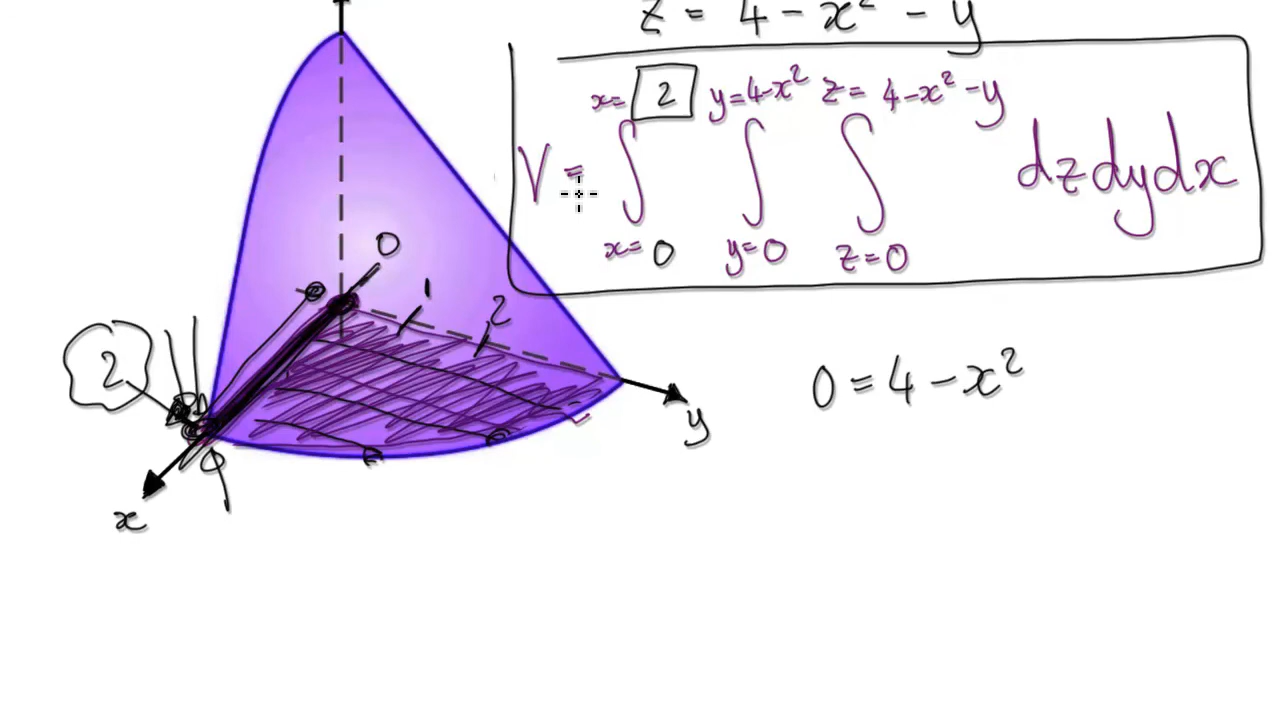 z = 4 - x² - y
x= 2 y=4-x² z= 4-x²-y
V = ∫ ∫ ∫ dz dy dx
x= 0 y=0 z=0
0
1
2
2
0 = 4 - x²
y
x